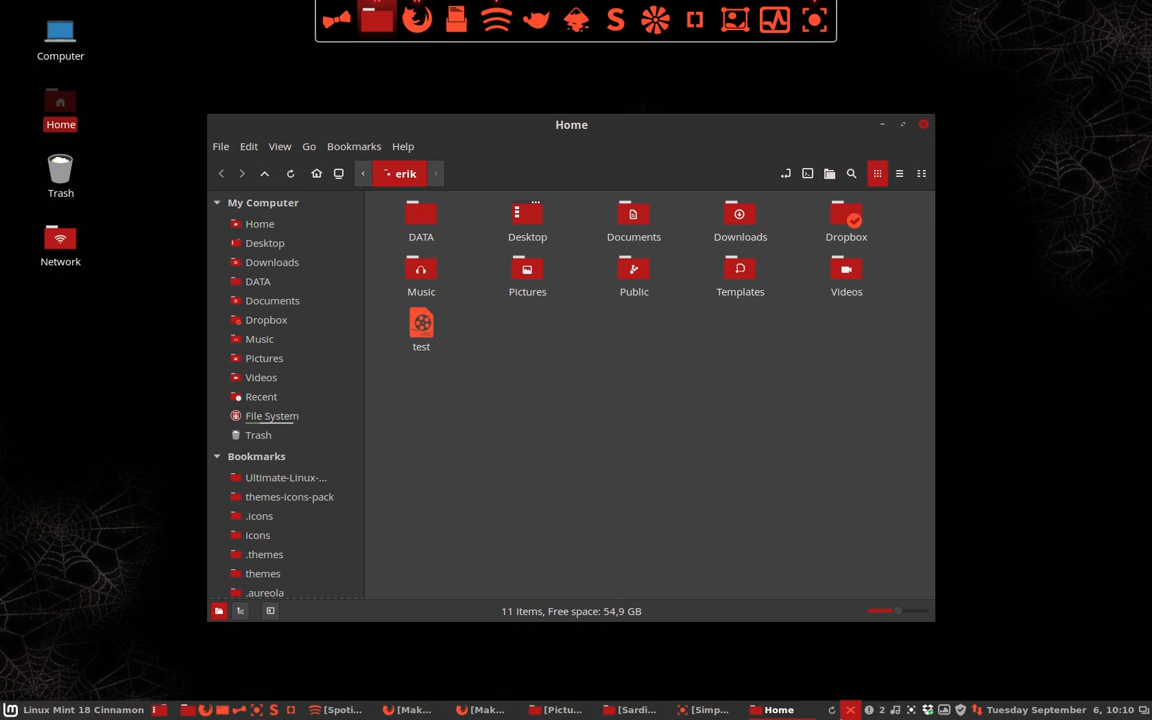 Computer
Home
Trash
Network
Home
File Edit View Go Bookmarks Help
erik
My Computer
Home
Desktop
Downloads
DATA
Documents
Dropbox
Music
Pictures
Videos
Recent
File System
Trash
Bookmarks
Ultimate-Linux-...
themes-icons-pack
.icons
icons
.themes
themes
.aureola
DATA Desktop Documents Downloads Dropbox
Music Pictures Public Templates Videos
test
11 items, Free space: 54,9 GB
Linux Mint 18 Cinnamon [Spoti... [Mak... [Mak... [Pictu... [Sardi... [Simp... Home 2 Tuesday September 6, 10:10